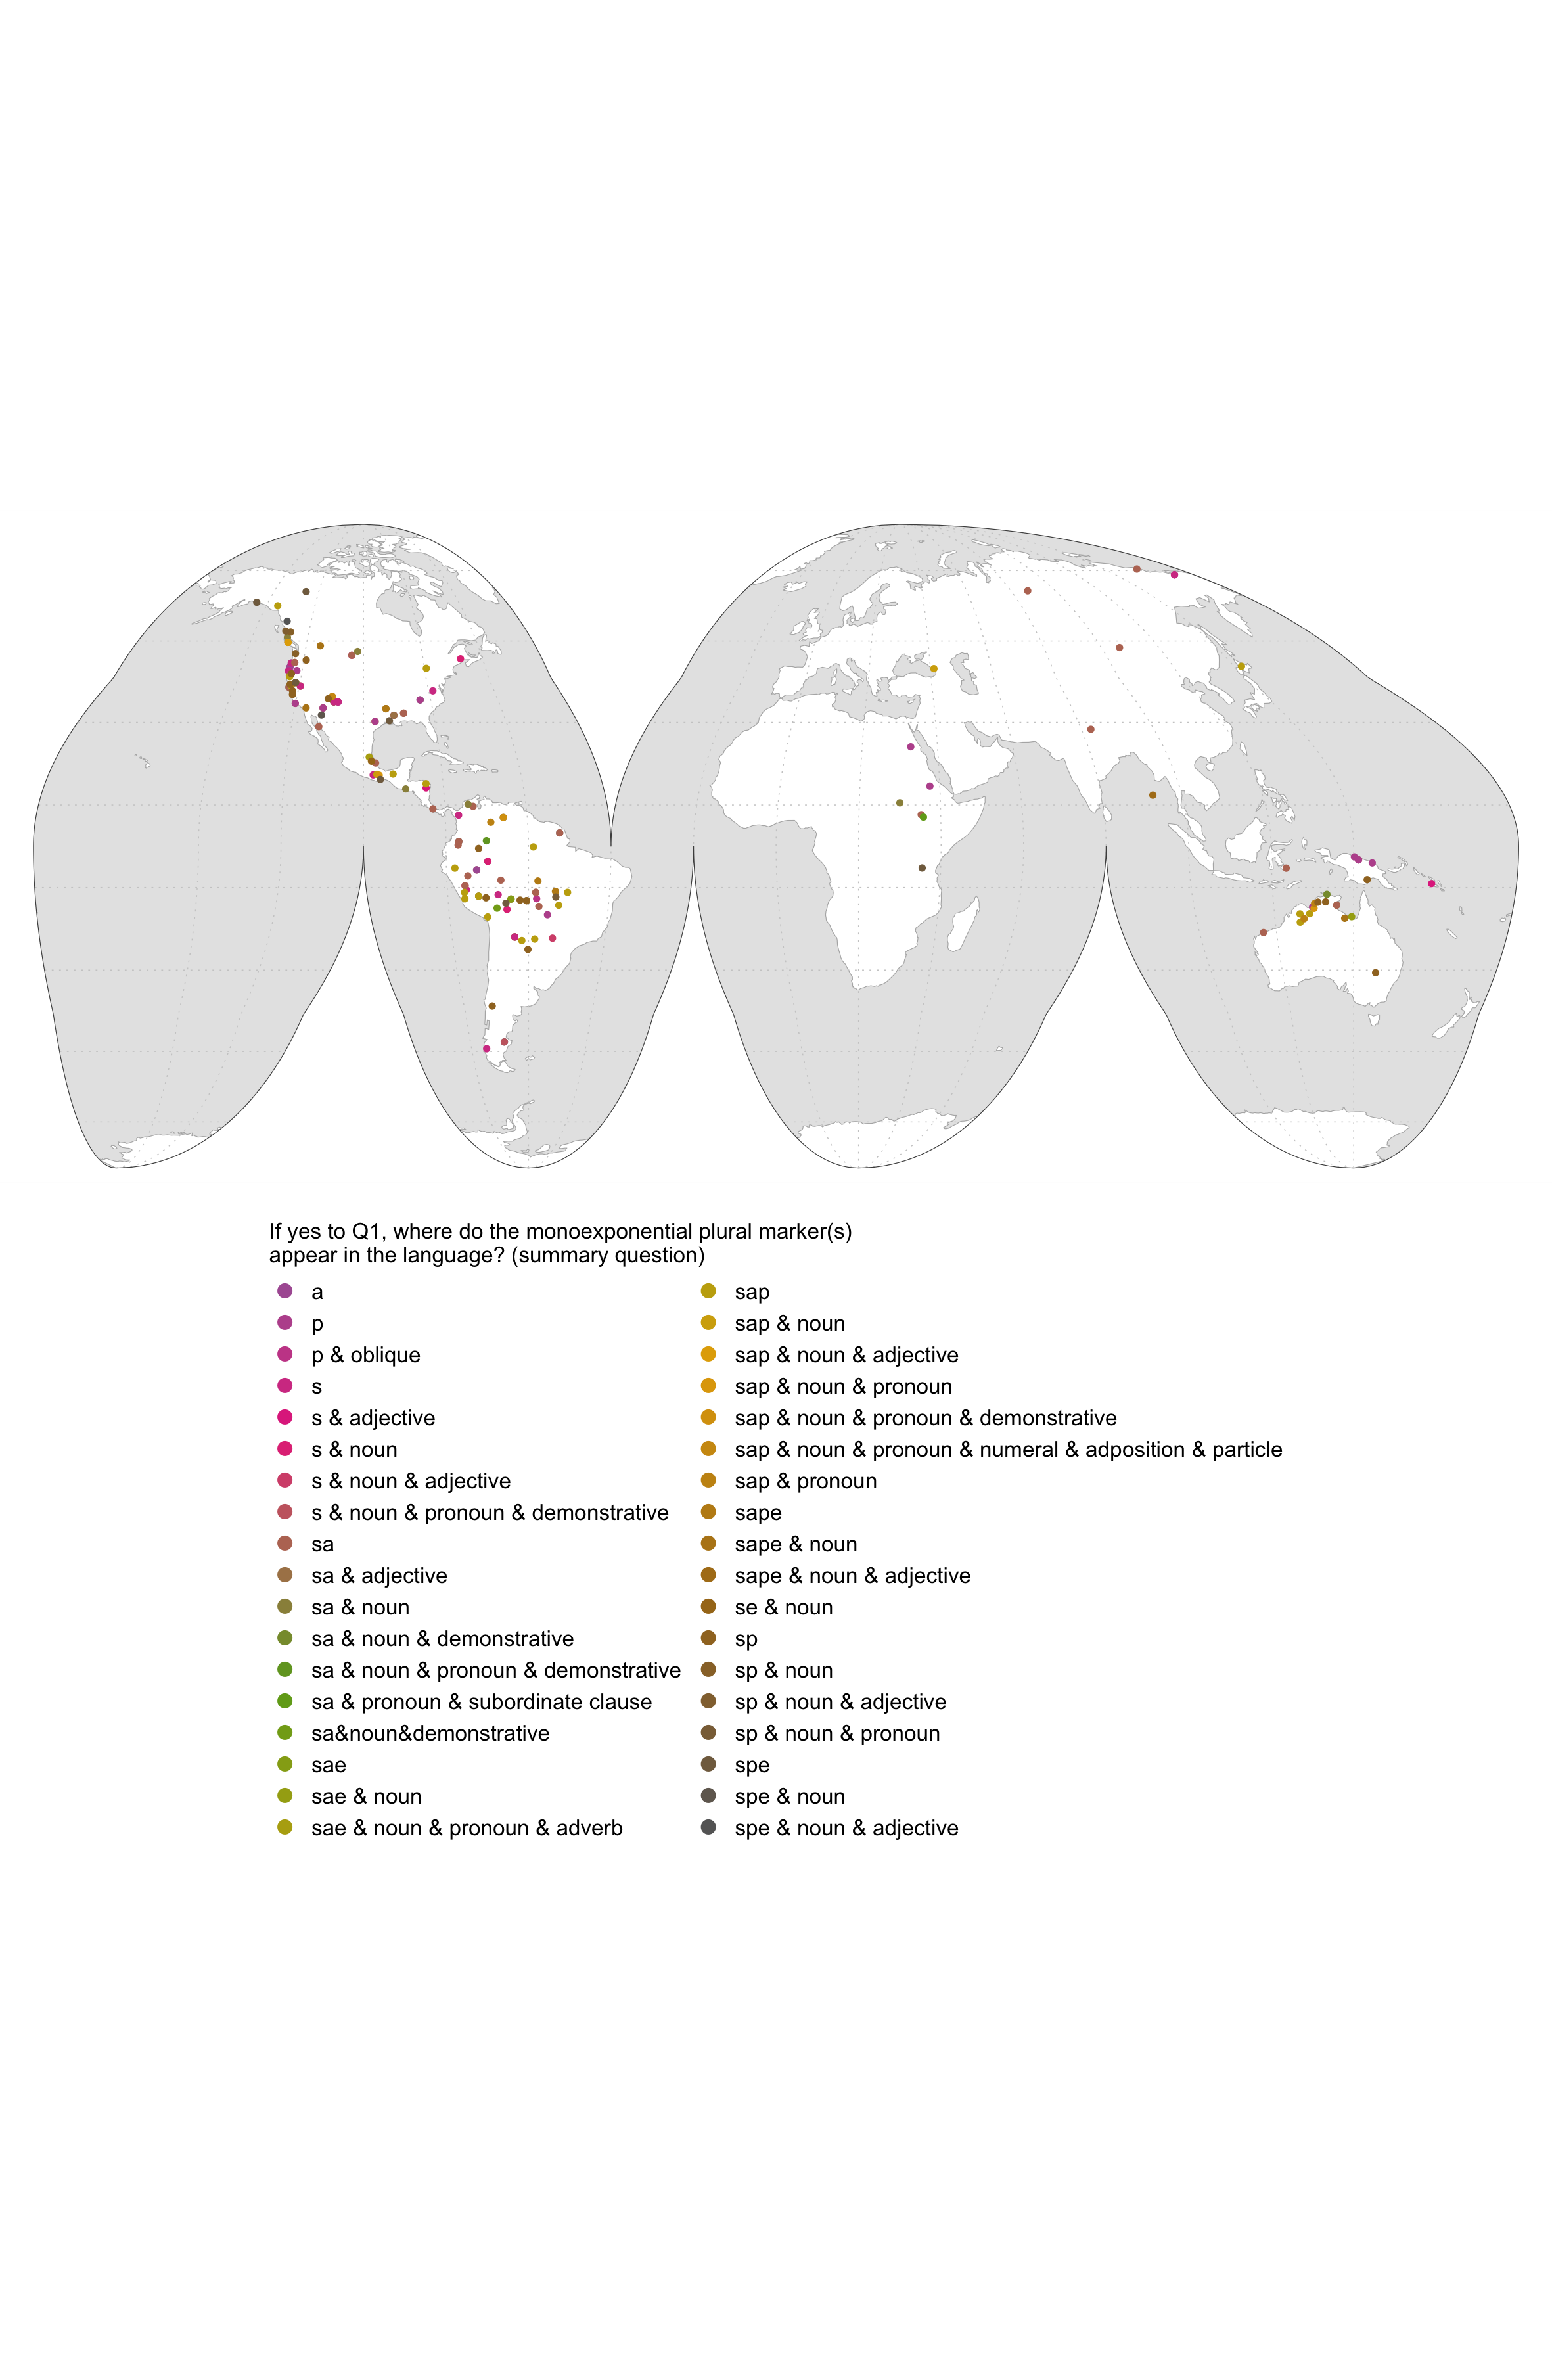 If yes to Q1, where do the monoexponential plural marker(s)
appear in the language? (summary question)
a
p
p & oblique
s
s & adjective
s & noun
s & noun & adjective
s & noun & pronoun & demonstrative
sa
sa & adjective
sa & noun
sa & noun & demonstrative
sa & noun & pronoun & demonstrative
sa & pronoun & subordinate clause
sa&noun&demonstrative
sae
sae & noun
sae & noun & pronoun & adverb
sap
sap & noun
sap & noun & adjective
sap & noun & pronoun
sap & noun & pronoun & demonstrative
sap & noun & pronoun & numeral & adposition & particle
sap & pronoun
sape
sape & noun
sape & noun & adjective
se & noun
sp
sp & noun
sp & noun & adjective
sp & noun & pronoun
spe
spe & noun
spe & noun & adjective